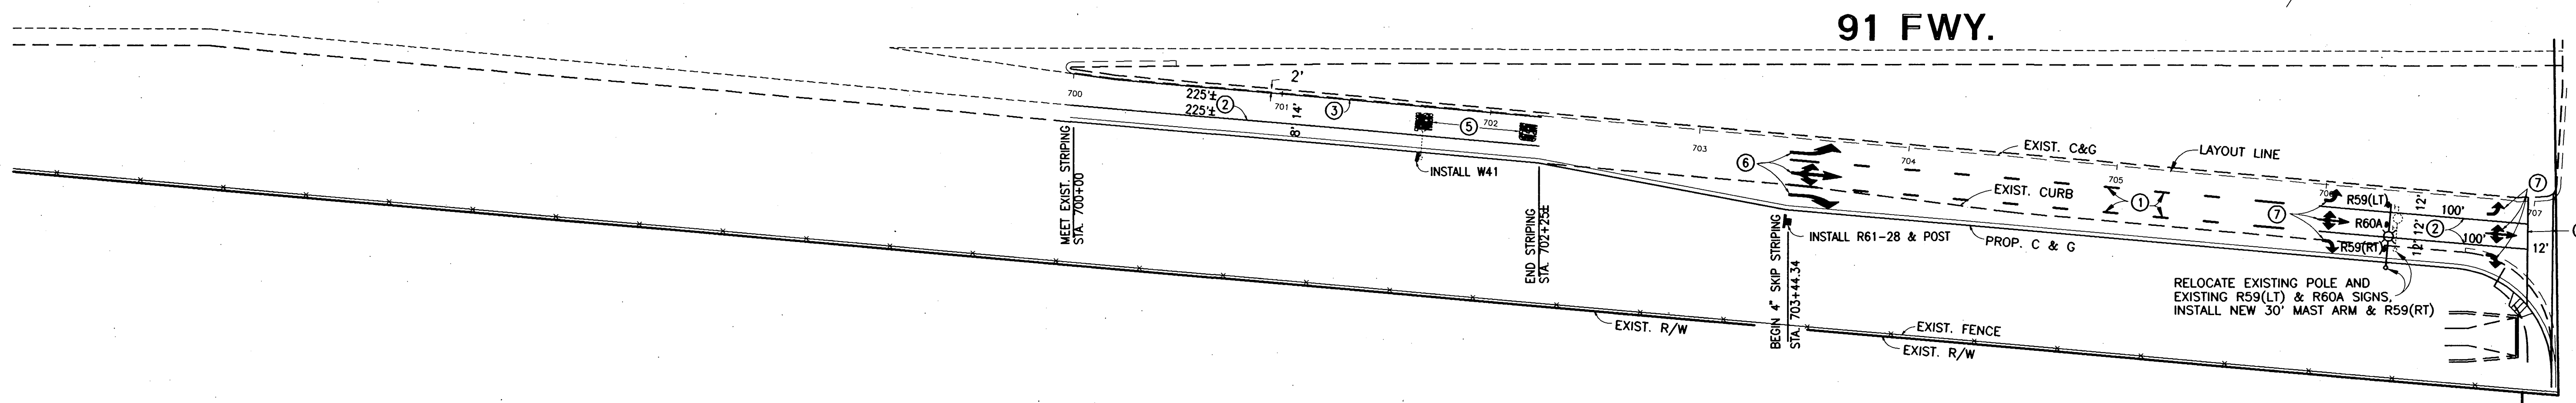 91 FWY.
2'
700
225'±
②
701
③
225'±
8' 14'
⑤
702
INSTALL W41
MEET EXIST. STRIPING
STA. 700+00
END STRIPING
STA. 702+25±
703
⑥
704
EXIST. C&G
LAYOUT LINE
705
EXIST. CURB
①
INSTALL R61-28 & POST
PROP. C & G
BEGIN 4" SKIP STRIPING
STA. 703+44.34
706
⑦
R59(LT)
R60A
R59(RT)
12' 12' 12'
100'
②
100'
⑦
707
12'
RELOCATE EXISTING POLE AND
EXISTING R59(LT) & R60A SIGNS,
INSTALL NEW 30' MAST ARM & R59(RT)
EXIST. R/W
EXIST. FENCE
EXIST. R/W